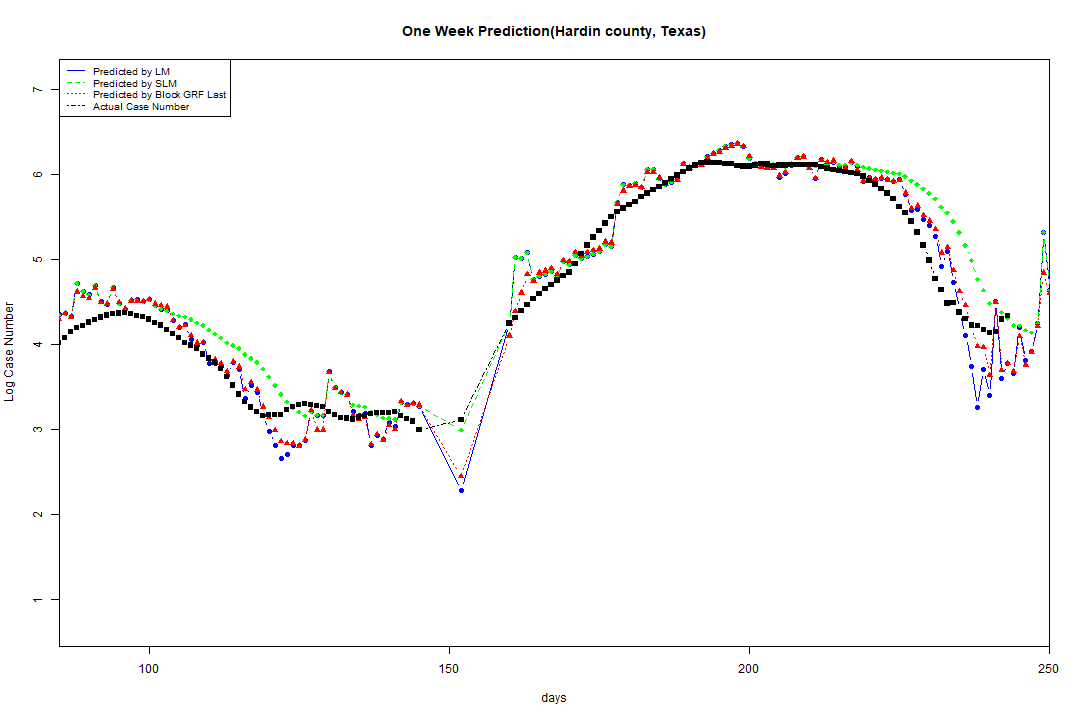 One Week Prediction(Hardin county, Texas)
Predicted by LM
Predicted by SLM
Predicted by Block GRF Last
Actual Case Number
7
6
5
4
3
2
1
Log Case Number
100
150
200
250
days